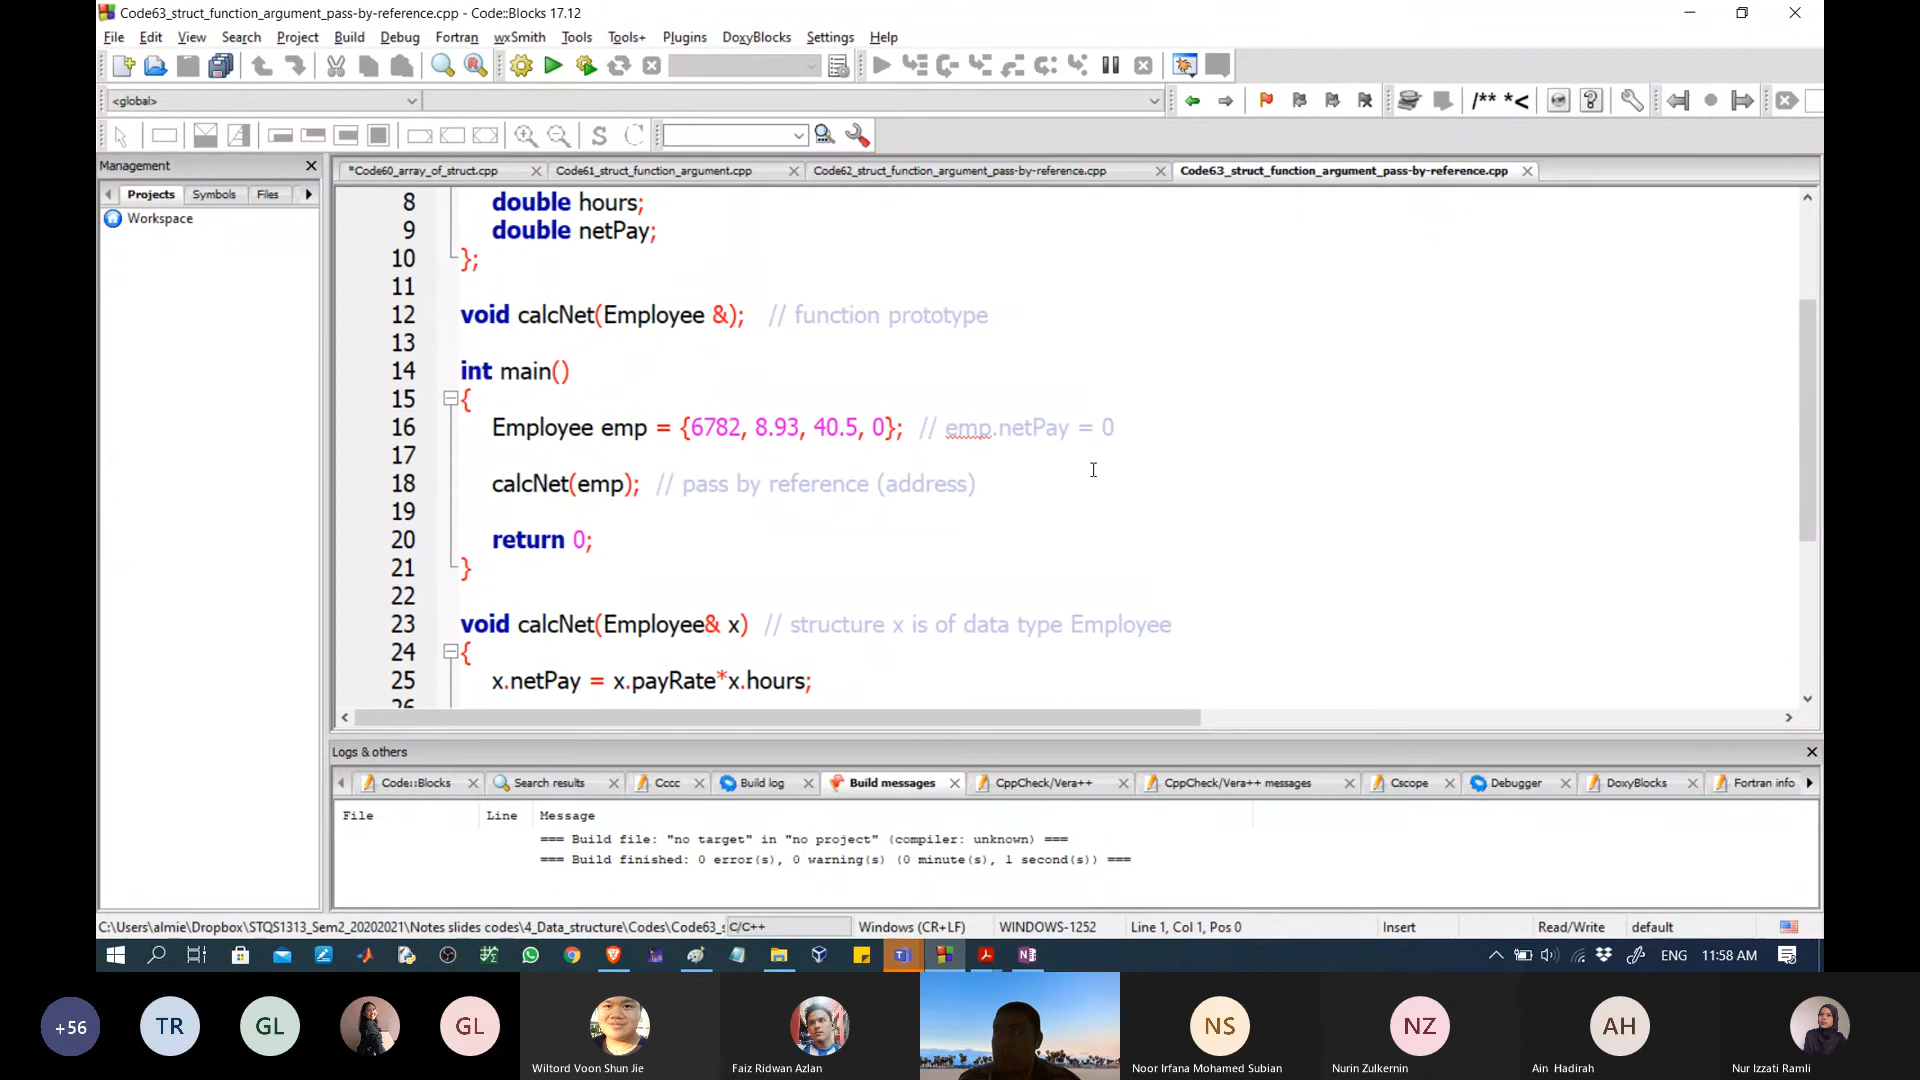 Code63_struct_function_argument_pass-by-reference.cpp - Code::Blocks 17.12
File Edit View Search Project Build Debug Fortran wxSmith Tools Tools+ Plugins DoxyBlocks Settings Help
<global>
/** *<
S
Management
Projects Symbols Files
Workspace
*Code60_array_of_struct.cpp Code61_struct_function_argument.cpp Code62_struct_function_argument_pass-by-reference.cpp Code63_struct_function_argument_pass-by-reference.cpp
8 double hours;
9 double netPay;
10 };
11
12 void calcNet(Employee &); // function prototype
13
14 int main()
15 {
16 Employee emp = {6782, 8.93, 40.5, 0}; // emp.netPay = 0
17
18 calcNet(emp); // pass by reference (address)
19
20 return 0;
21 }
22
23 void calcNet(Employee& x) // structure x is of data type Employee
24 {
25 x.netPay = x.payRate*x.hours;
26
Logs & others
Code::Blocks Search results Cccc Build log Build messages CppCheck/Vera++ CppCheck/Vera++ messages Cscope Debugger DoxyBlocks Fortran info
File Line Message
=== Build file: "no target" in "no project" (compiler: unknown) ===
=== Build finished: 0 error(s), 0 warning(s) (0 minute(s), 1 second(s)) ===
C:\Users\almie\Dropbox\STQS1313_Sem2_20202021\Notes slides codes\4_Data_structure\Codes\Code63_s C/C++ Windows (CR+LF) WINDOWS-1252 Line 1, Col 1, Pos 0 Insert Read/Write default
ENG 11:58 AM
+56 TR GL GL NS NZ AH
Wiltord Voon Shun Jie Faiz Ridwan Azlan Noor Irfana Mohamed Subian Nurin Zulkernin Ain Hadirah Nur Izzati Ramli